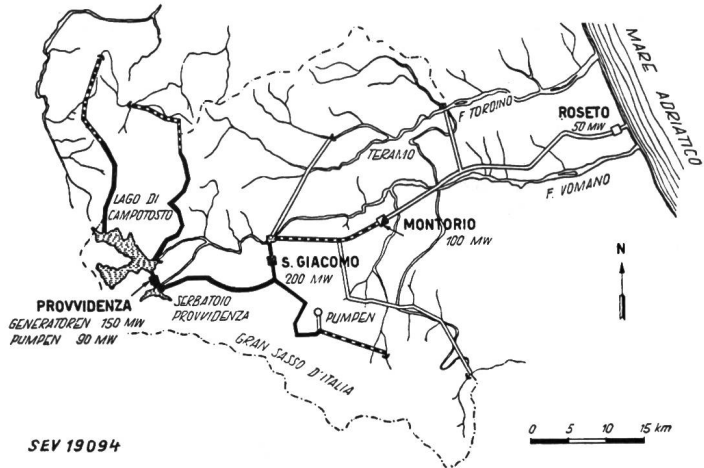 MARE ADRIATICO
ROSETO
50 MW
F. TORDINO
TERAMO
F. VOMANO
LAGO DI
CAMPOTOSTO
MONTORIO
100 MW
S. GIACOMO
200 MW
N
PROVVIDENZA
GENERATOREN 150 MW
PUMPEN 90 MW
SERBATOIO
PROVVIDENZA
PUMPEN
GRAN SASSO D'ITALIA
0 5 10 15 km
SEV 19094